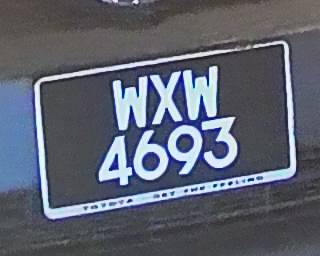 WXW
4693
TOYOTA GET THE FEELING